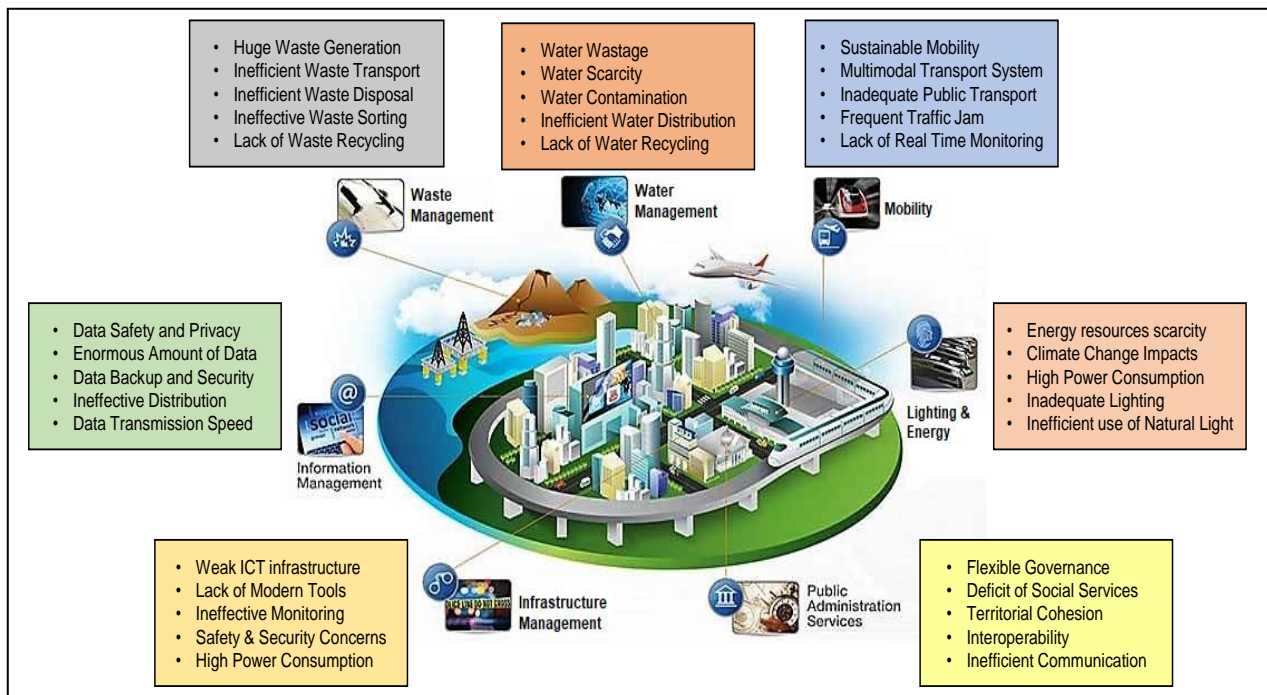 • Huge Waste Generation
• Inefficient Waste Transport
• Inefficient Waste Disposal
• Ineffective Waste Sorting
• Lack of Waste Recycling
• Water Wastage
• Water Scarcity
• Water Contamination
• Inefficient Water Distribution
• Lack of Water Recycling
• Sustainable Mobility
• Multimodal Transport System
• Inadequate Public Transport
• Frequent Traffic Jam
• Lack of Real Time Monitoring
Waste
Management
Water
Management
Mobility
• Data Safety and Privacy
• Enormous Amount of Data
• Data Backup and Security
• Ineffective Distribution
• Data Transmission Speed
@
social
Information
Management
• Energy resources scarcity
• Climate Change Impacts
• High Power Consumption
• Inadequate Lighting
• Inefficient use of Natural Light
Lighting &
Energy
• Weak ICT infrastructure
• Lack of Modern Tools
• Ineffective Monitoring
• Safety & Security Concerns
• High Power Consumption
Infrastructure
Management
Public
Administration
Services
• Flexible Governance
• Deficit of Social Services
• Territorial Cohesion
• Interoperability
• Inefficient Communication